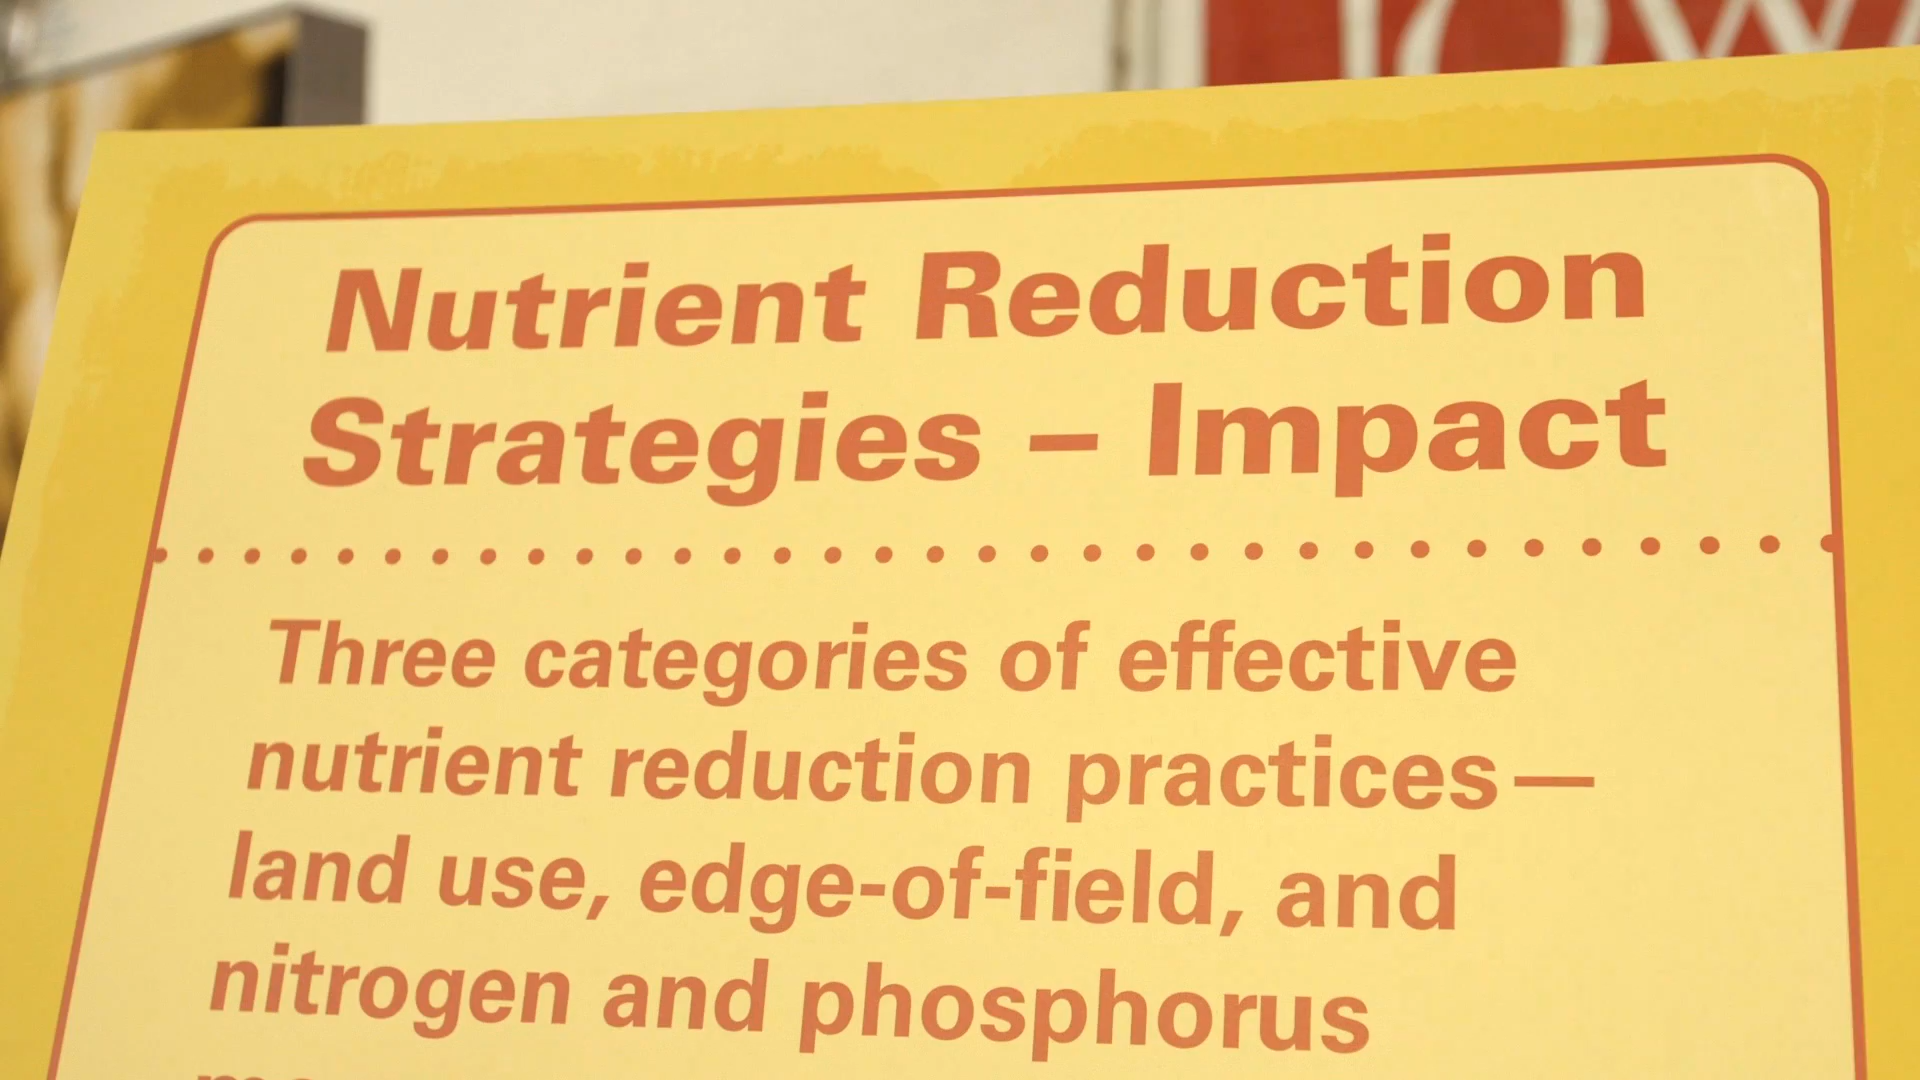 Nutrient Reduction
Strategies – Impact
Three categories of effective
nutrient reduction practices—
land use, edge-of-field, and
nitrogen and phosphorus